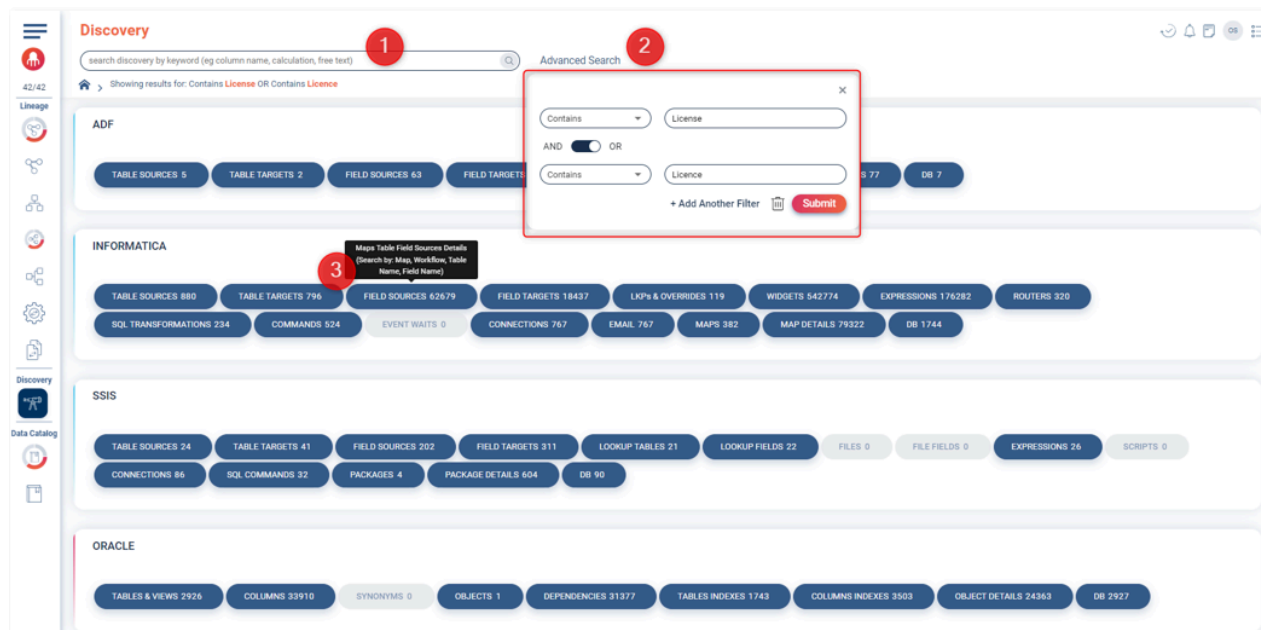 Discovery
1
2
search discovery by keyword (eg column name, calculation, free text)
Advanced Search
OS
42/42
Showing results for: Contains License OR Contains Licence
Lineage
Contains
License
AND
OR
Contains
Licence
+ Add Another Filter
Submit
ADF
TABLE SOURCES 5
TABLE TARGETS 2
FIELD SOURCES 63
FIELD TARGETS
S 77
DB 7
INFORMATICA
Maps Table Field Sources Details
(Search by: Map, Workflow, Table
Name, Field Name)
3
TABLE SOURCES 880
TABLE TARGETS 796
FIELD SOURCES 62679
FIELD TARGETS 18437
LKPs & OVERRIDES 119
WIDGETS 542774
EXPRESSIONS 176282
ROUTERS 320
SQL TRANSFORMATIONS 234
COMMANDS 524
EVENT WAITS 0
CONNECTIONS 767
EMAIL 767
MAPS 382
MAP DETAILS 79322
DB 1744
Discovery
SSIS
Data Catalog
TABLE SOURCES 24
TABLE TARGETS 41
FIELD SOURCES 202
FIELD TARGETS 311
LOOKUP TABLES 21
LOOKUP FIELDS 22
FILES 0
FILE FIELDS 0
EXPRESSIONS 26
SCRIPTS 0
CONNECTIONS 86
SQL COMMANDS 32
PACKAGES 4
PACKAGE DETAILS 604
DB 90
ORACLE
TABLES & VIEWS 2926
COLUMNS 33910
SYNONYMS 0
OBJECTS 1
DEPENDENCIES 31377
TABLES INDEXES 1743
COLUMNS INDEXES 3503
OBJECT DETAILS 24363
DB 2927